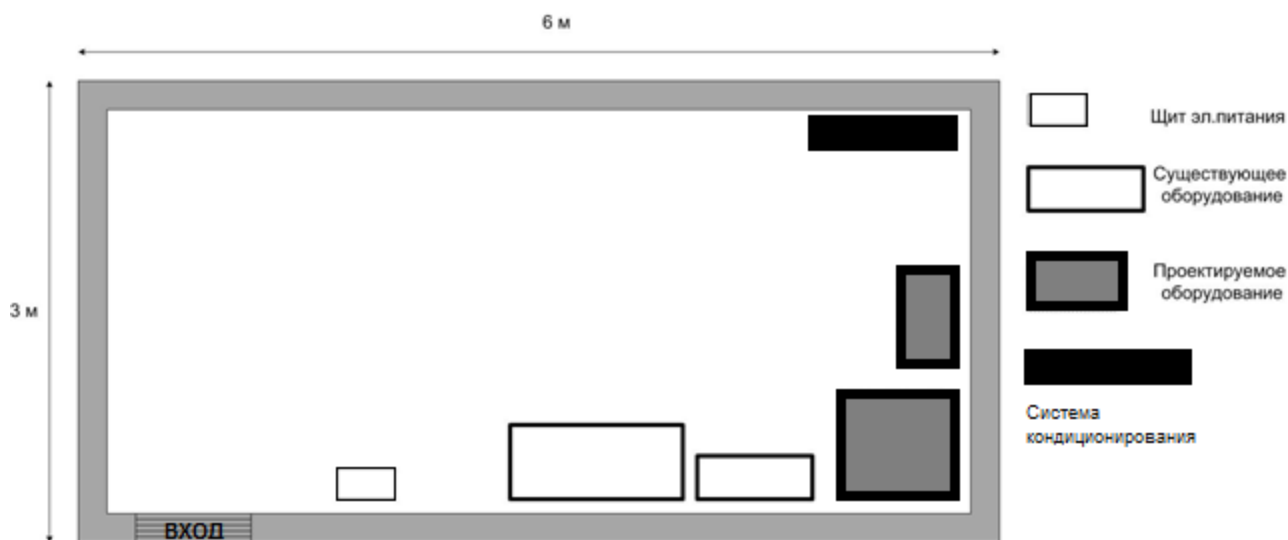 6 м
3 м
ВХОД
Щит эл.питания
Существующее
оборудование
Проектируемое
оборудование
Система
кондиционирования